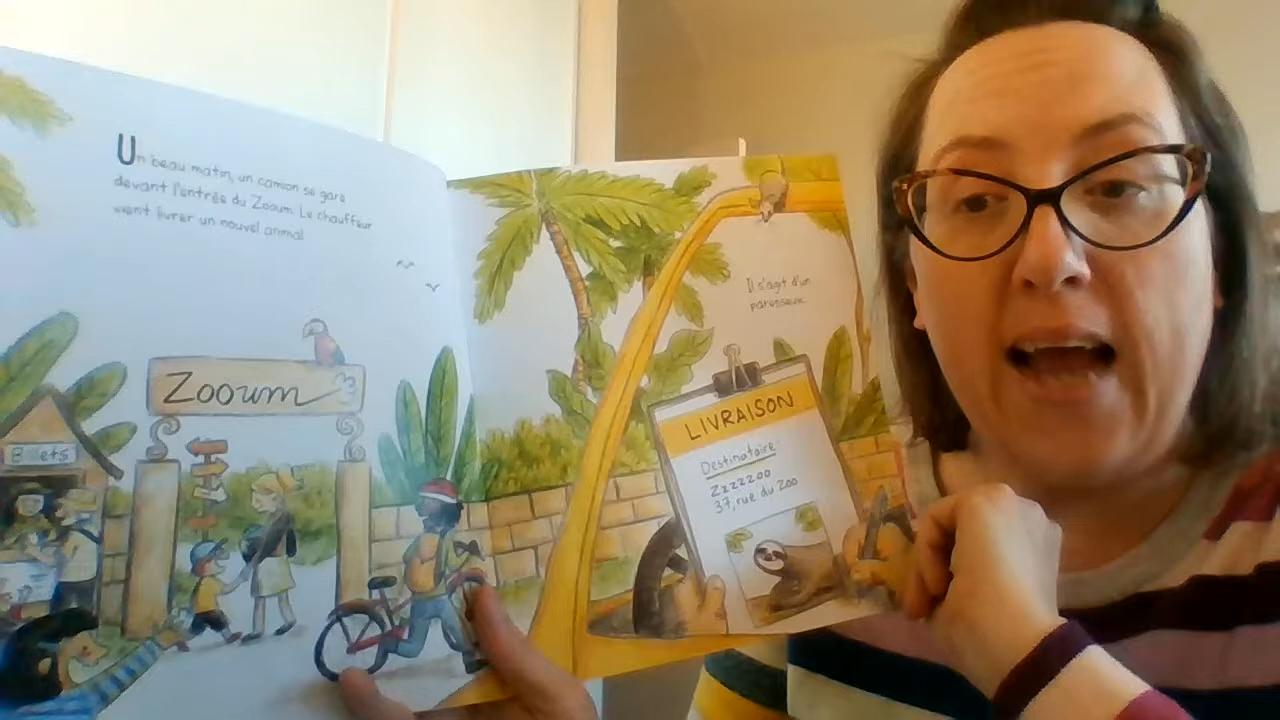 Un beau matin, un camion se gare
devant l'entrée du Zooum. Le chauffeur
vient livrer un nouvel animal.
Zooum
Billets
Il s'agit d'un
paresseux.
LIVRAISON
Destinataire:
Zzzzzoo
37, rue du Zoo